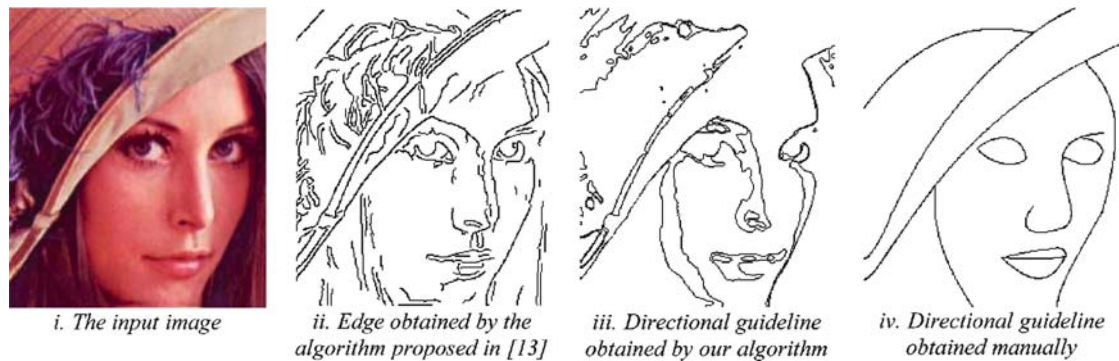 i. The input image
ii. Edge obtained by the
algorithm proposed in [13]
iii. Directional guideline
obtained by our algorithm
iv. Directional guideline
obtained manually